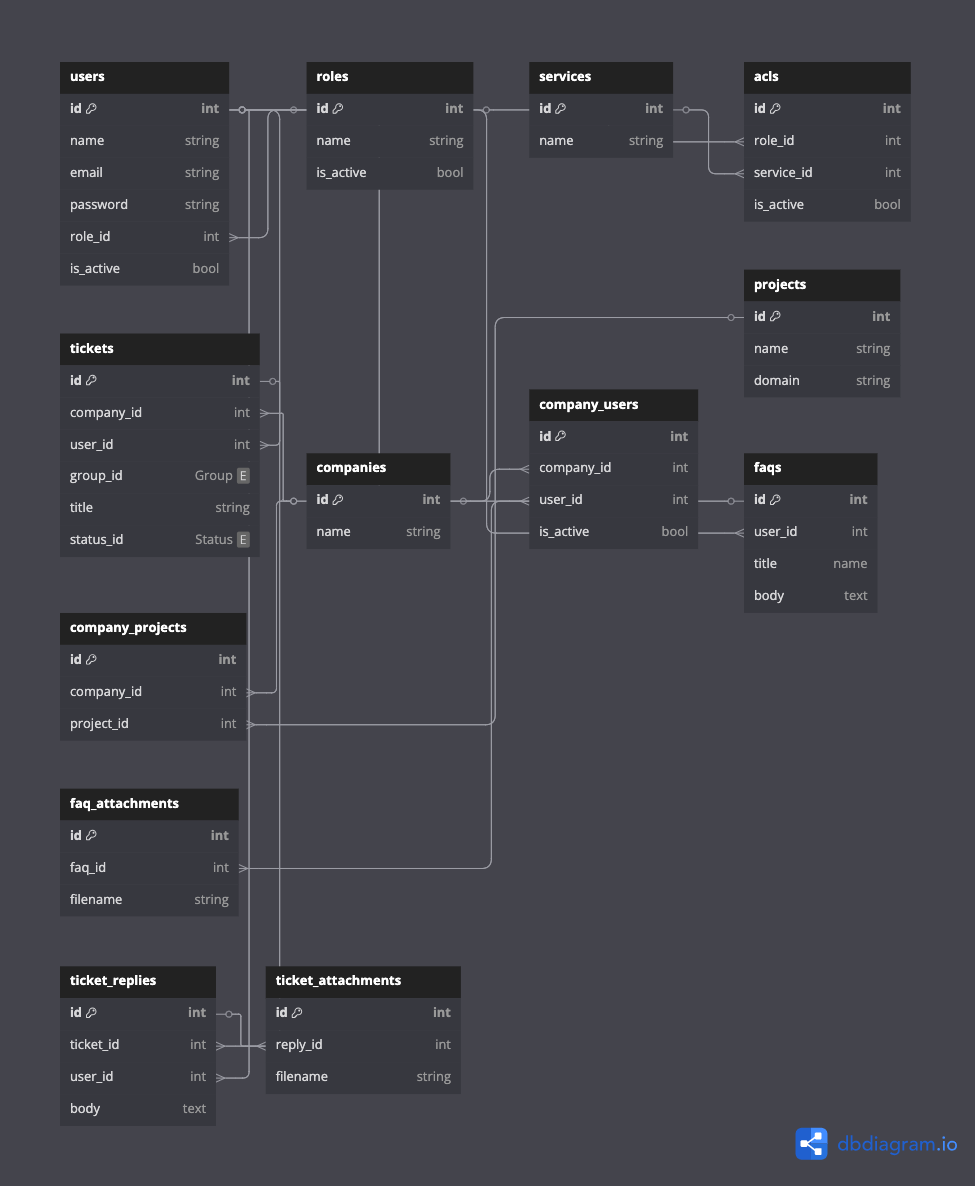 users
id int
name string
email string
password string
role_id int
is_active bool
roles
id int
name string
is_active bool
services
id int
name string
acls
id int
role_id int
service_id int
is_active bool
projects
id int
name string
domain string
tickets
id int
company_id int
user_id int
group_id Group E
title string
status_id Status E
companies
id int
name string
company_users
id int
company_id int
user_id int
is_active bool
faqs
id int
user_id int
title name
body text
company_projects
id int
company_id int
project_id int
faq_attachments
id int
faq_id int
filename string
ticket_replies
id int
ticket_id int
user_id int
body text
ticket_attachments
id int
reply_id int
filename string
dbdiagram.io